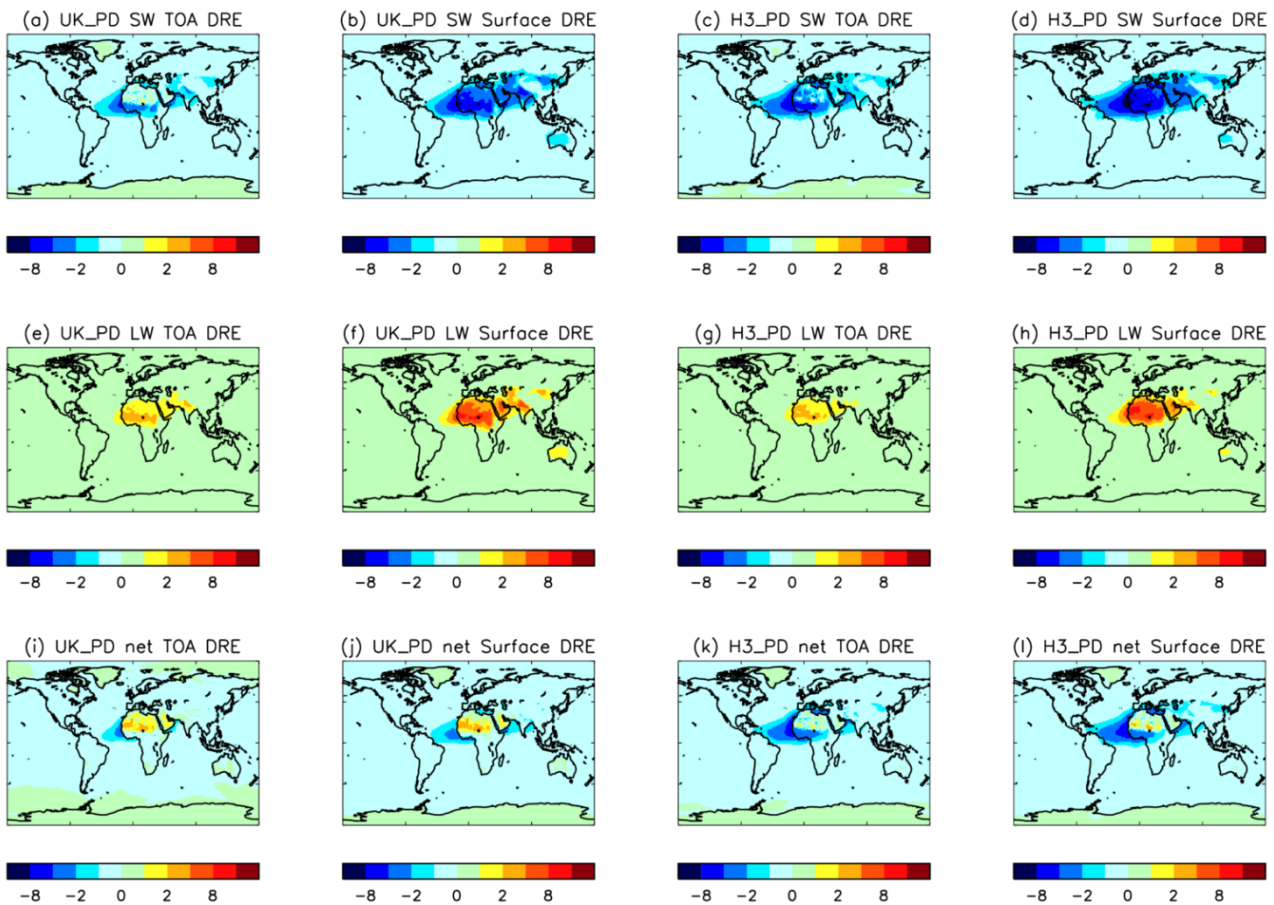 (a) UK_PD SW TOA DRE
(b) UK_PD SW Surface DRE
(c) H3_PD SW TOA DRE
(d) H3_PD SW Surface DRE
−8 −2 0 2 8
−8 −2 0 2 8
−8 −2 0 2 8
−8 −2 0 2 8
(e) UK_PD LW TOA DRE
(f) UK_PD LW Surface DRE
(g) H3_PD LW TOA DRE
(h) H3_PD LW Surface DRE
−8 −2 0 2 8
−8 −2 0 2 8
−8 −2 0 2 8
−8 −2 0 2 8
(i) UK_PD net TOA DRE
(j) UK_PD net Surface DRE
(k) H3_PD net TOA DRE
(l) H3_PD net Surface DRE
−8 −2 0 2 8
−8 −2 0 2 8
−8 −2 0 2 8
−8 −2 0 2 8